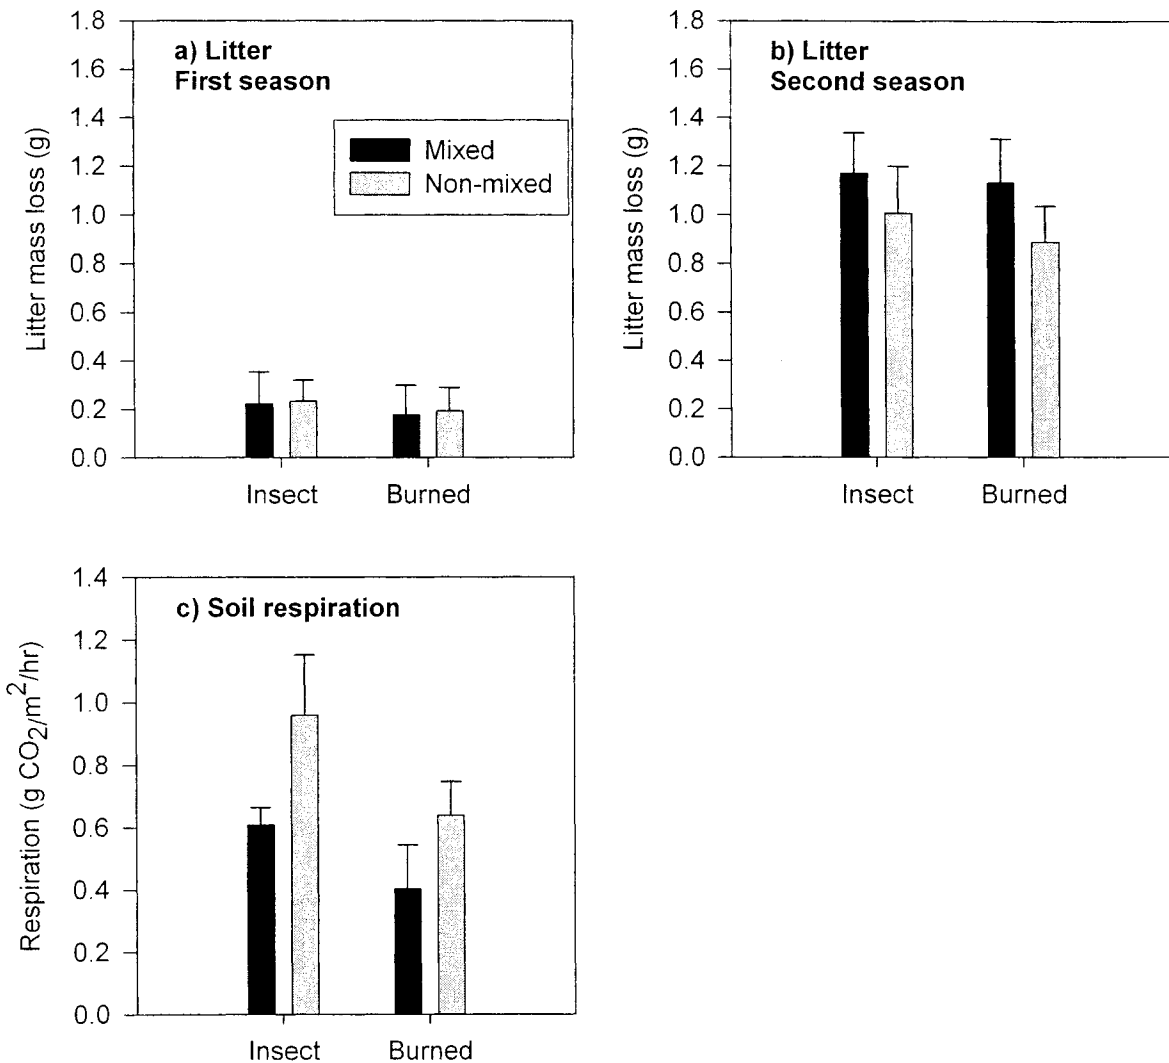 a) Litter
First season
Litter mass loss (g)
1.8
1.6
1.4
1.2
1.0
0.8
0.6
0.4
0.2
0.0
Mixed
Non-mixed
Insect Burned
b) Litter
Second season
Litter mass loss (g)
1.8
1.6
1.4
1.2
1.0
0.8
0.6
0.4
0.2
0.0
Insect Burned
c) Soil respiration
Respiration (g CO₂/m²/hr)
1.4
1.2
1.0
0.8
0.6
0.4
0.2
0.0
Insect Burned